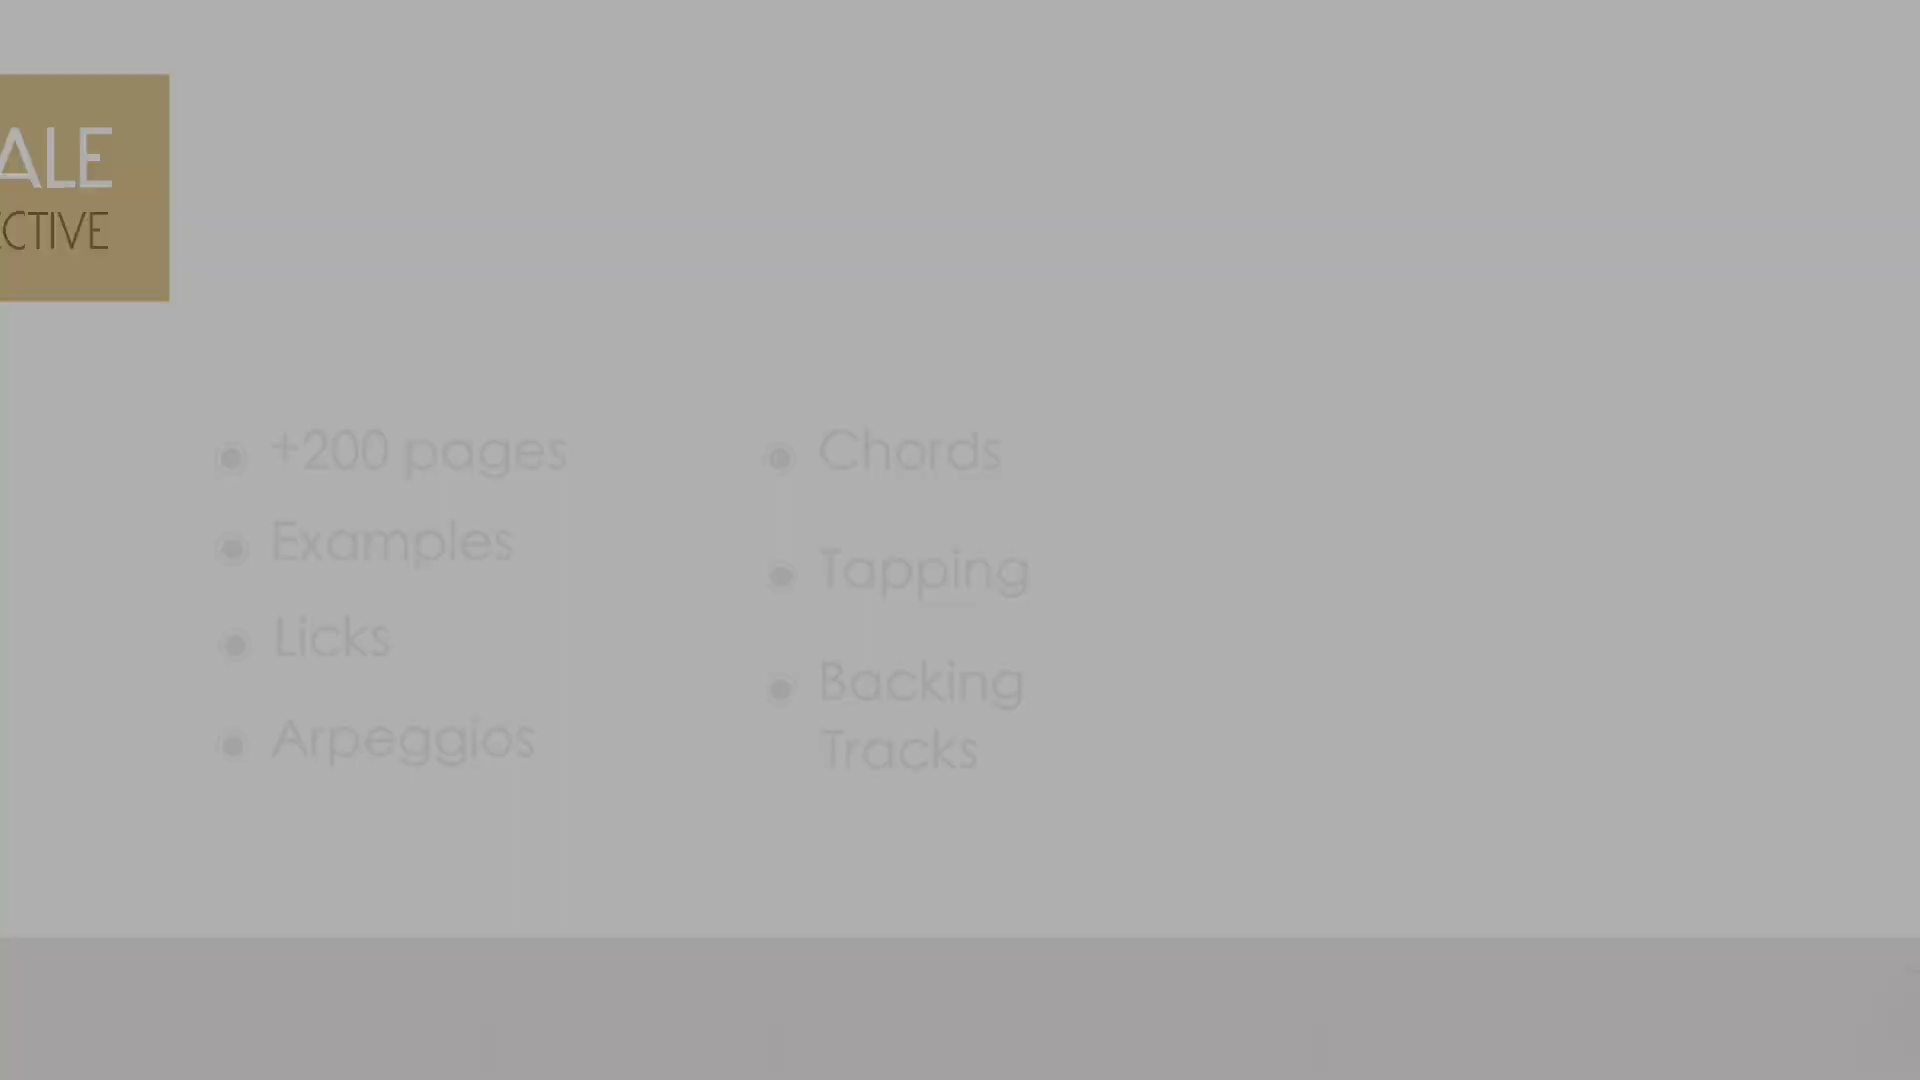 ALE
CTIVE
+200 pages
Examples
Licks
Arpeggios
Chords
Tapping
Backing
Tracks